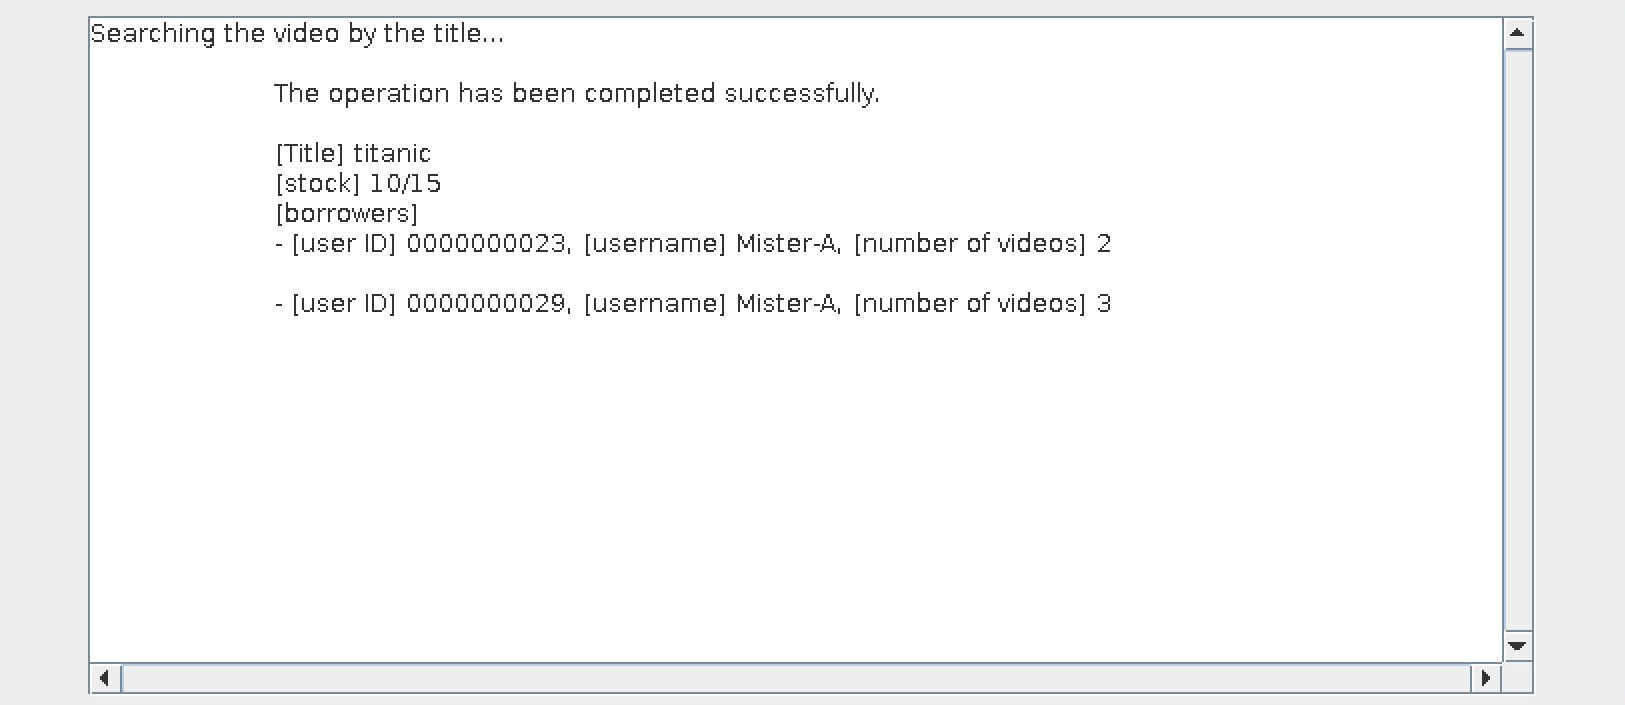 Searching the video by the title...
The operation has been completed successfully.
[Title] titanic
[stock] 10/15
[borrowers]
- [user ID] 0000000023, [username] Mister-A, [number of videos] 2
- [user ID] 0000000029, [username] Mister-A, [number of videos] 3